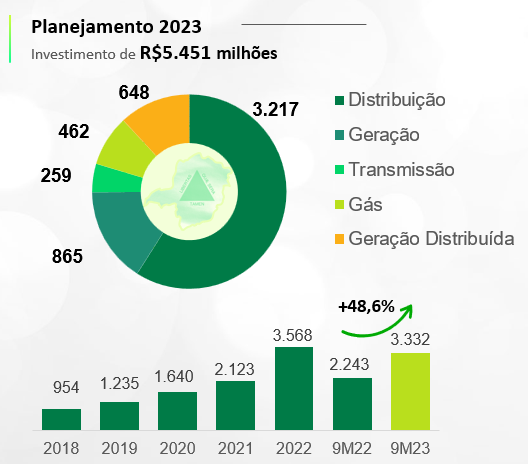 Planejamento 2023
Investimento de R$5.451 milhões
648
3.217
462
259
865
Distribuição
Geração
Transmissão
Gás
Geração Distribuída
+48,6%
954
1.235
1.640
2.123
3.568
2.243
3.332
2018
2019
2020
2021
2022
9M22
9M23